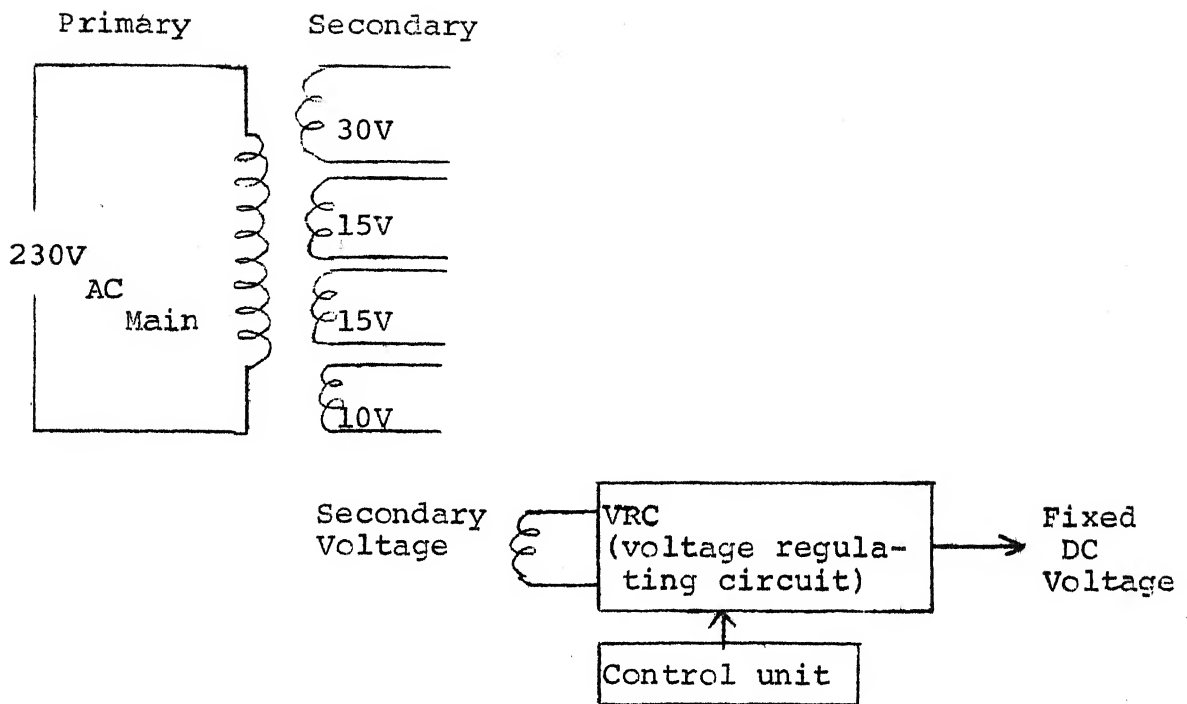 Primary
Secondary
30V
15V
15V
10V
230V
AC
Main
Secondary
Voltage
VRC
(voltage regula-
ting circuit)
Fixed
DC
Voltage
Control unit